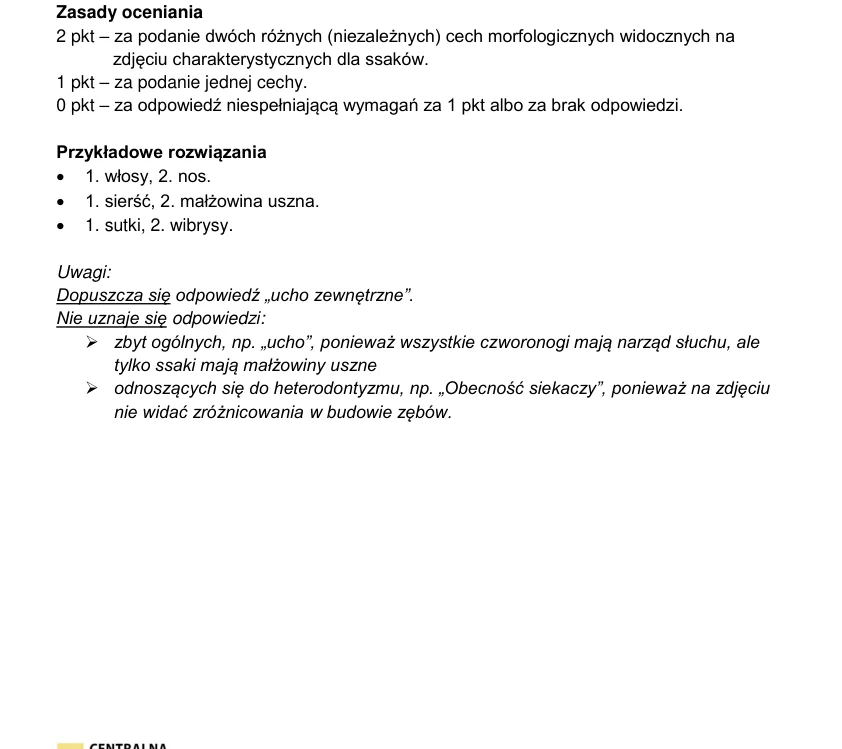 Zasady oceniania
2 pkt – za podanie dwóch różnych (niezależnych) cech morfologicznych widocznych na
zdjęciu charakterystycznych dla ssaków.
1 pkt – za podanie jednej cechy.
0 pkt – za odpowiedź niespełniającą wymagań za 1 pkt albo za brak odpowiedzi.
Przykładowe rozwiązania
• 1. włosy, 2. nos.
• 1. sierść, 2. małżowina uszna.
• 1. sutki, 2. wibrysy.
Uwagi:
Dopuszcza się odpowiedź „ucho zewnętrzne”.
Nie uznaje się odpowiedzi:
➢ zbyt ogólnych, np. „ucho”, ponieważ wszystkie czworonogi mają narząd słuchu, ale
tylko ssaki mają małżowiny uszne
➢ odnoszących się do heterodontyzmu, np. „Obecność siekaczy”, ponieważ na zdjęciu
nie widać zróżnicowania w budowie zębów.
CENTRALNA